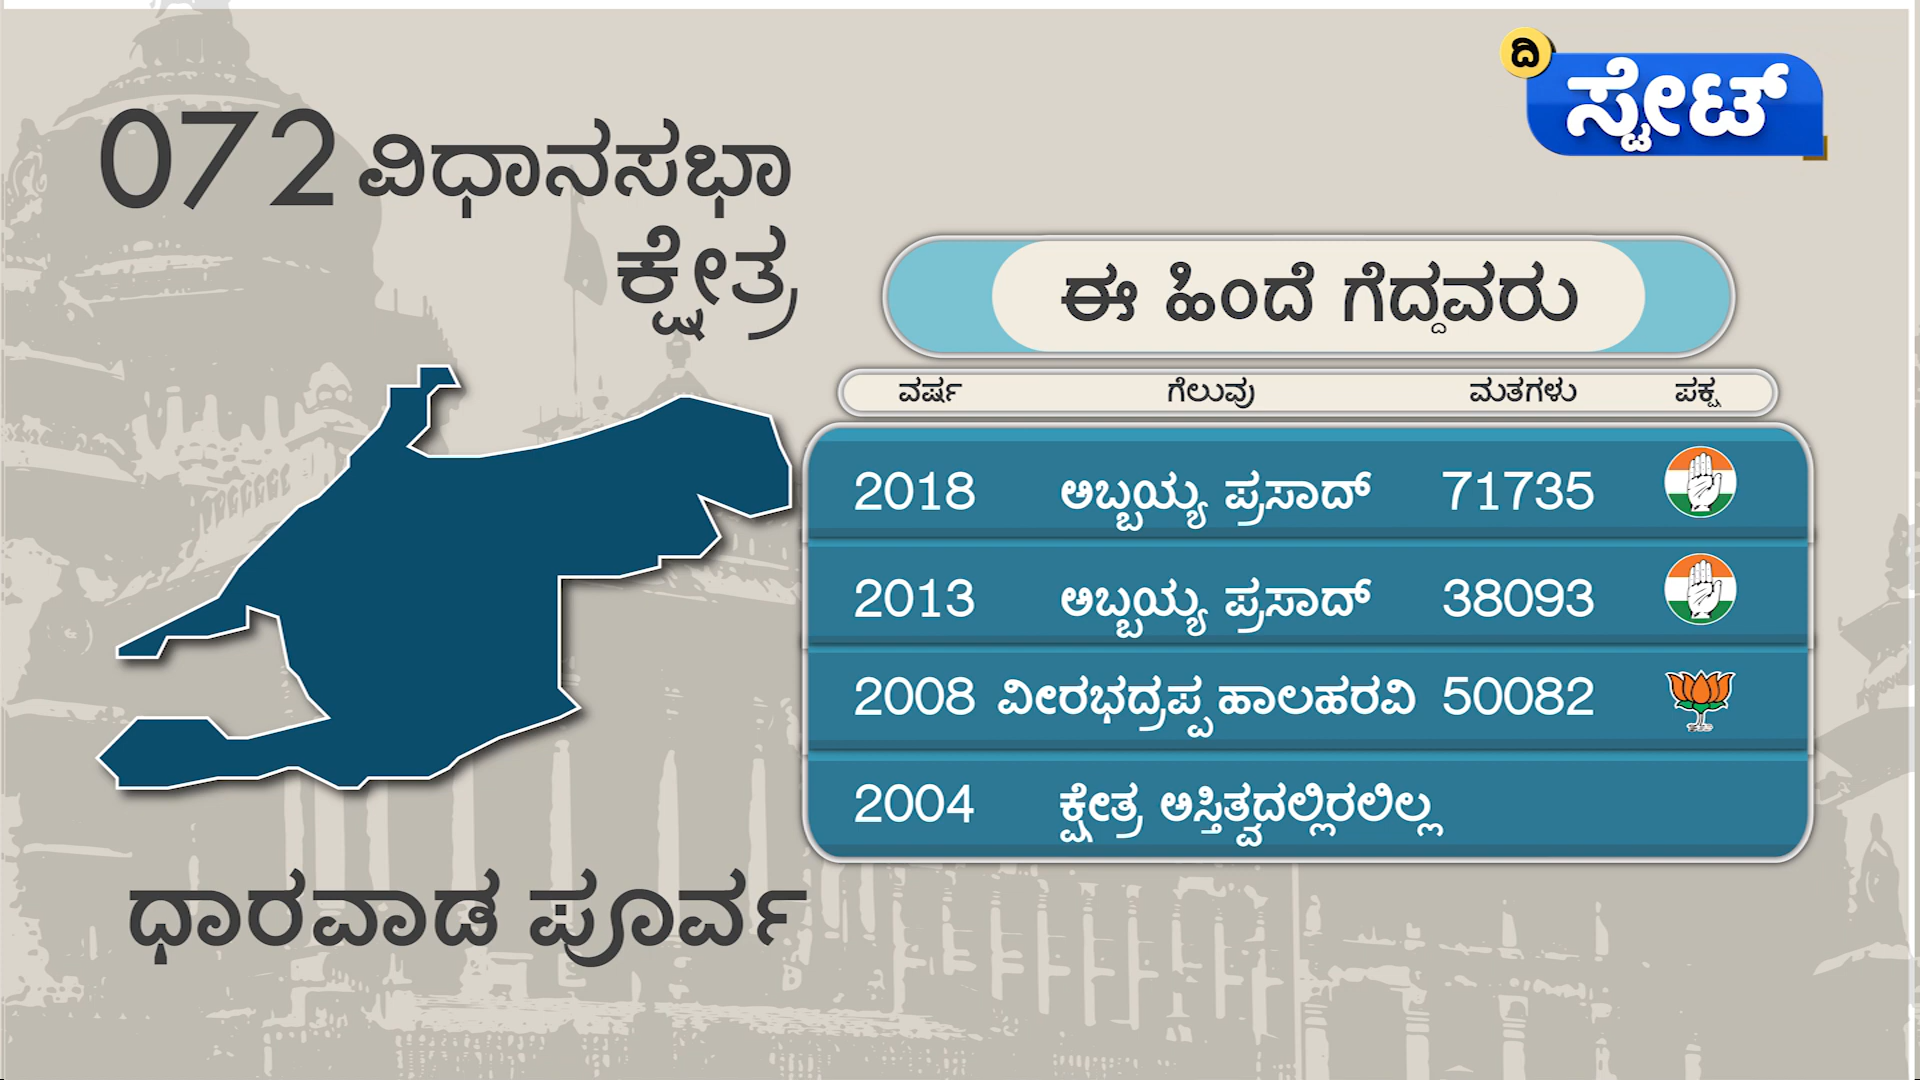 ದಿ
ಸ್ಟೇಟ್
072 ವಿಧಾನಸಭಾ
ಕ್ಷೇತ್ರ
ಈ ಹಿಂದೆ ಗೆದ್ದವರು
ವರ್ಷ ಗೆಲುವು ಮತಗಳು ಪಕ್ಷ
2018 ಅಬ್ಬಯ್ಯ ಪ್ರಸಾದ್ 71735
2013 ಅಬ್ಬಯ್ಯ ಪ್ರಸಾದ್ 38093
2008 ವೀರಭದ್ರಪ್ಪ ಹಾಲಹರವಿ 50082
2004 ಕ್ಷೇತ್ರ ಅಸ್ತಿತ್ವದಲ್ಲಿರಲಿಲ್ಲ
ಧಾರವಾಡ ಪೂರ್ವ